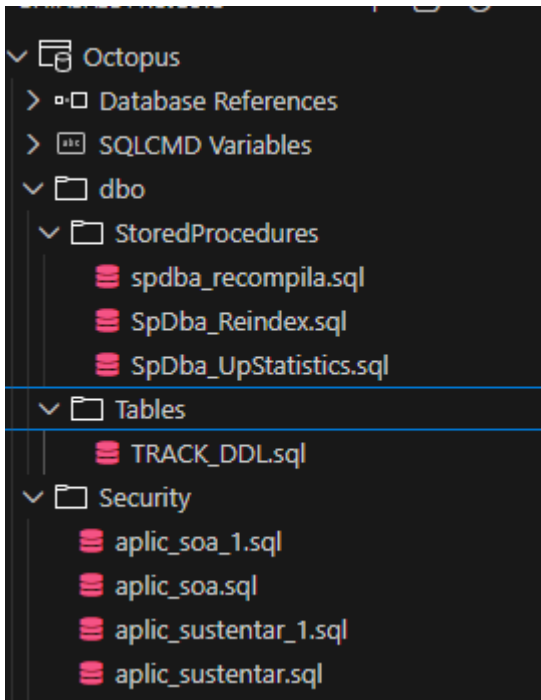 Octopus
Database References
abc SQLCMD Variables
dbo
StoredProcedures
spdba_recompila.sql
SpDba_Reindex.sql
SpDba_UpStatistics.sql
Tables
TRACK_DDL.sql
Security
aplic_soa_1.sql
aplic_soa.sql
aplic_sustentar_1.sql
aplic_sustentar.sql